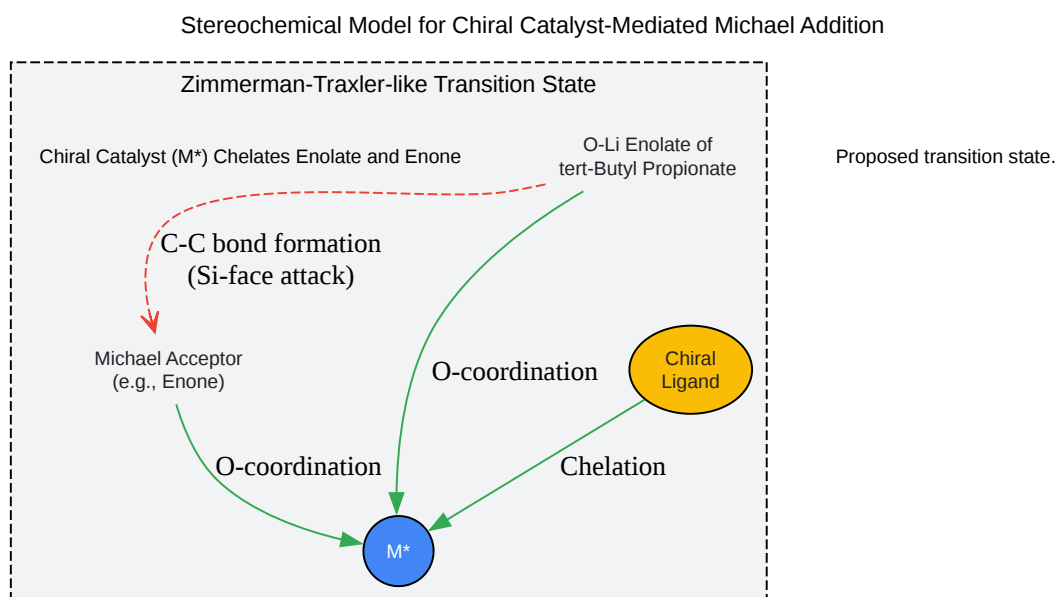 Stereochemical Model for Chiral Catalyst-Mediated Michael Addition
Zimmerman-Traxler-like Transition State
O-Li Enolate of
tert-Butyl Propionate
Chiral Catalyst (M*) Chelates Enolate and Enone
Proposed transition state.
C-C bond formation
(Si-face attack)
Michael Acceptor
(e.g., Enone)
O-coordination
Chiral
Ligand
O-coordination
Chelation
M*